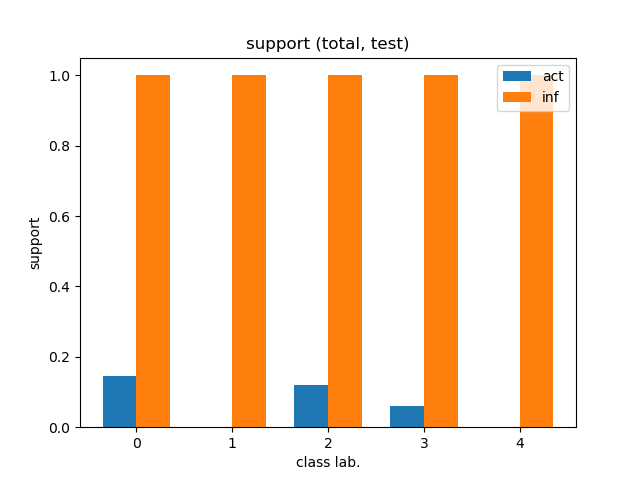 support (total, test)
act
inf
1.0
0.8
0.6
0.4
0.2
0.0
support
0 1 2 3 4
class lab.